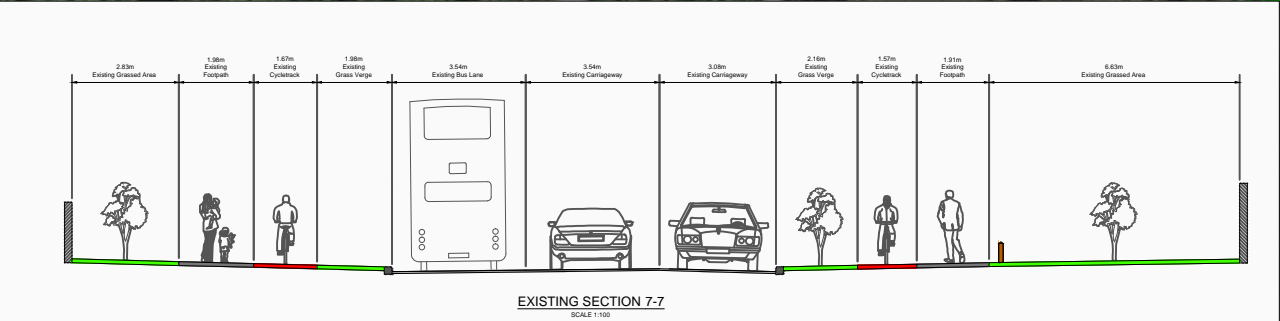 2.83m
Existing Grassed Area
1.98m
Existing
Footpath
1.67m
Existing
Cycletrack
1.98m
Existing
Grass Verge
3.54m
Existing Bus Lane
3.54m
Existing Carriageway
3.08m
Existing Carriageway
2.16m
Existing
Grass Verge
1.57m
Existing
Cycletrack
1.91m
Existing
Footpath
6.63m
Existing Grassed Area
EXISTING SECTION 7-7
SCALE 1:100